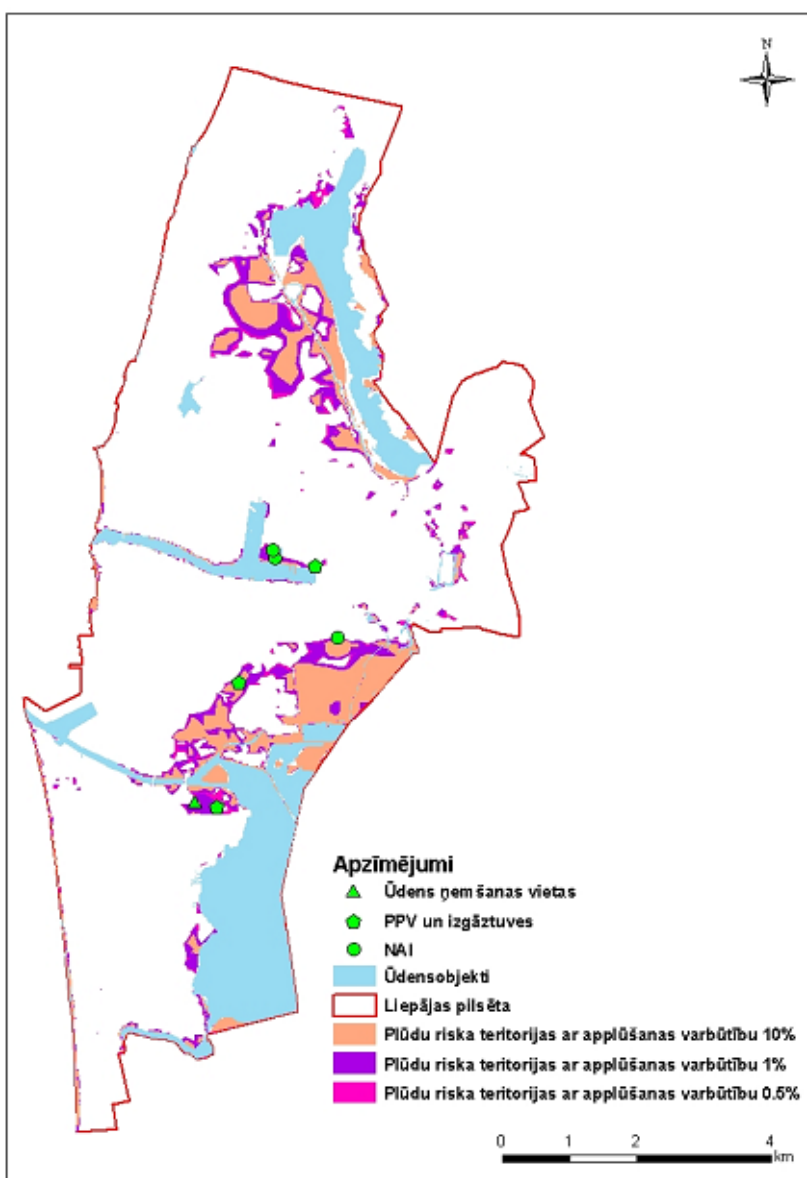 N
Apzīmējumi
Ūdens ņemšanas vietas
PPV un izgāztuves
NAI
Ūdensobjekti
Liepājas pilsēta
Plūdu riska teritorijas ar applūšanas varbūtību 10%
Plūdu riska teritorijas ar applūšanas varbūtību 1%
Plūdu riska teritorijas ar applūšanas varbūtību 0.5%
0 1 2 4
km